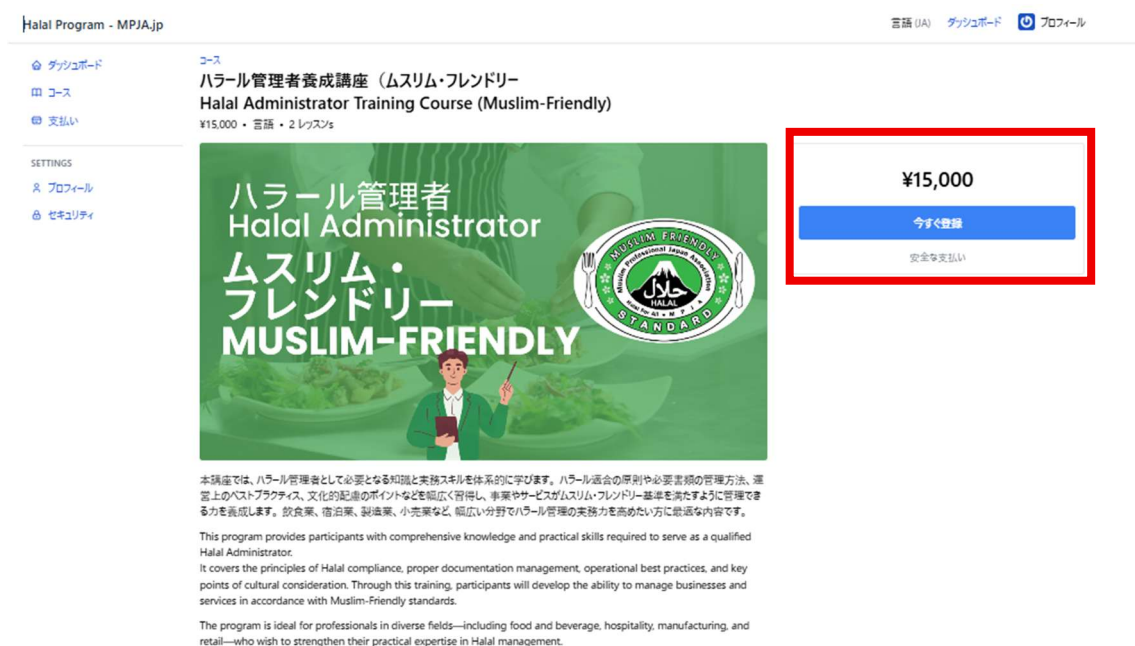 Halal Program - MPJA.jp
言語 (JA)
ダッシュボード
プロフィール
ダッシュボード
コース
支払い
SETTINGS
プロフィール
セキュリティ
コース
ハラール管理者養成講座（ムスリム・フレンドリー
Halal Administrator Training Course (Muslim-Friendly)
¥15,000 • 言語 • 2 レッスンs
ハラール管理者
Halal Administrator
ムスリム・
フレンドリー
MUSLIM-FRIENDLY
MUSLIM FRIENDLY
Muslim Professional Japan Association
حلال
HALAL
Halal For All • M P J A
STANDARD
¥15,000
今すぐ登録
安全な支払い
本講座では、ハラール管理者として必要となる知識と実務スキルを体系的に学びます。ハラール適合の原則や必要書類の管理方法、運
営上のベストプラクティス、文化的配慮のポイントなどを幅広く習得し、事業やサービスがムスリム・フレンドリー基準を満たすように管理でき
る力を養成します。飲食業、宿泊業、製造業、小売業など、幅広い分野でハラール管理の実務力を高めたい方に最適な内容です。
This program provides participants with comprehensive knowledge and practical skills required to serve as a qualified
Halal Administrator.
It covers the principles of Halal compliance, proper documentation management, operational best practices, and key
points of cultural consideration. Through this training, participants will develop the ability to manage businesses and
services in accordance with Muslim-Friendly standards.
The program is ideal for professionals in diverse fields—including food and beverage, hospitality, manufacturing, and
retail—who wish to strengthen their practical expertise in Halal management.